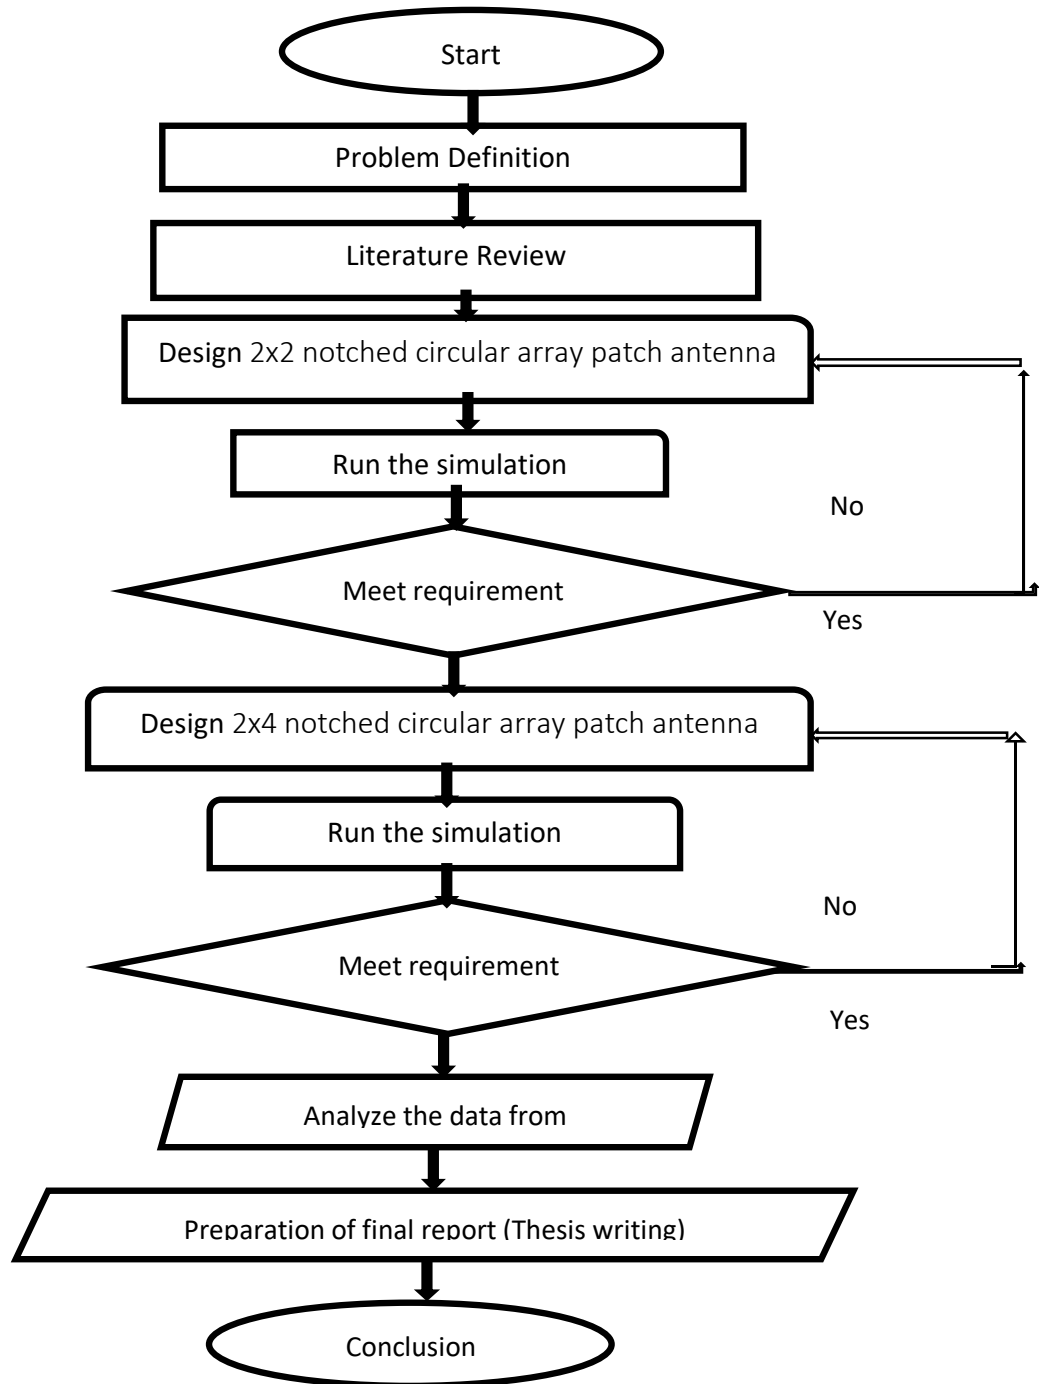 Start
Problem Definition
Literature Review
Design 2x2 notched circular array patch antenna
Run the simulation
No
Meet requirement
Yes
Design 2x4 notched circular array patch antenna
Run the simulation
No
Meet requirement
Yes
Analyze the data from
Preparation of final report (Thesis writing)
Conclusion